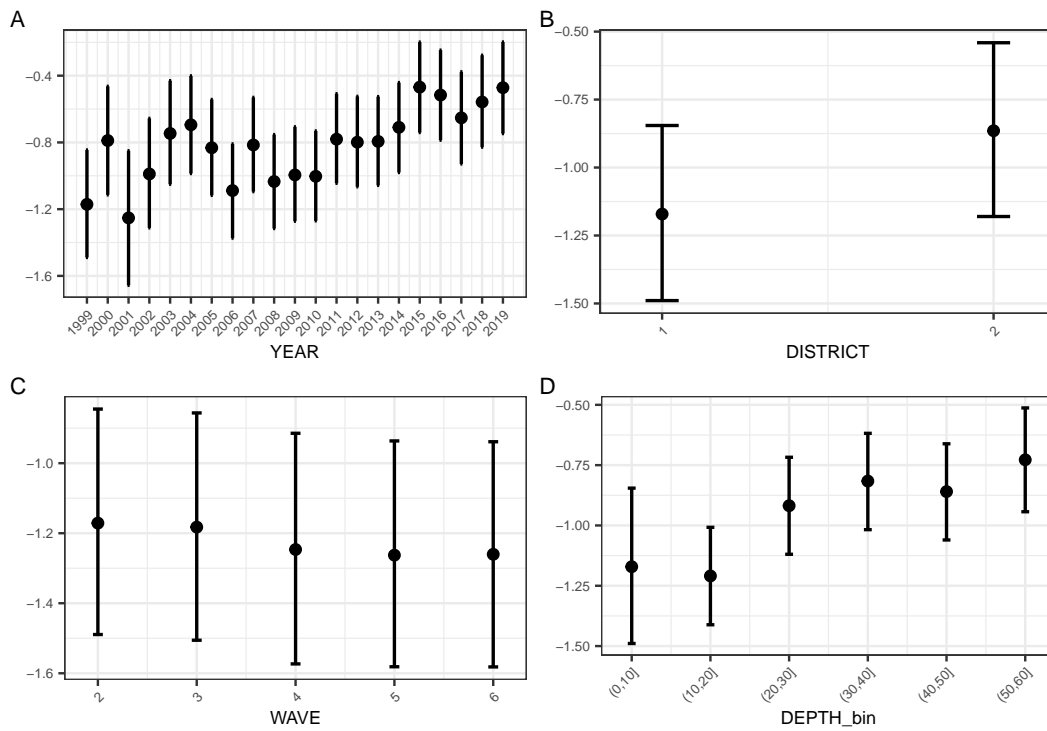 A
−0.4
−0.8
−1.2
−1.6
1999 2000 2001 2002 2003 2004 2005 2006 2007 2008 2009 2010 2011 2012 2013 2014 2015 2016 2017 2018 2019
YEAR
B
−0.50
−0.75
−1.00
−1.25
−1.50
1 2
DISTRICT
C
−1.0
−1.2
−1.4
−1.6
2 3 4 5 6
WAVE
D
−0.50
−0.75
−1.00
−1.25
−1.50
(0,10] (10,20] (20,30] (30,40] (40,50] (50,60]
DEPTH_bin